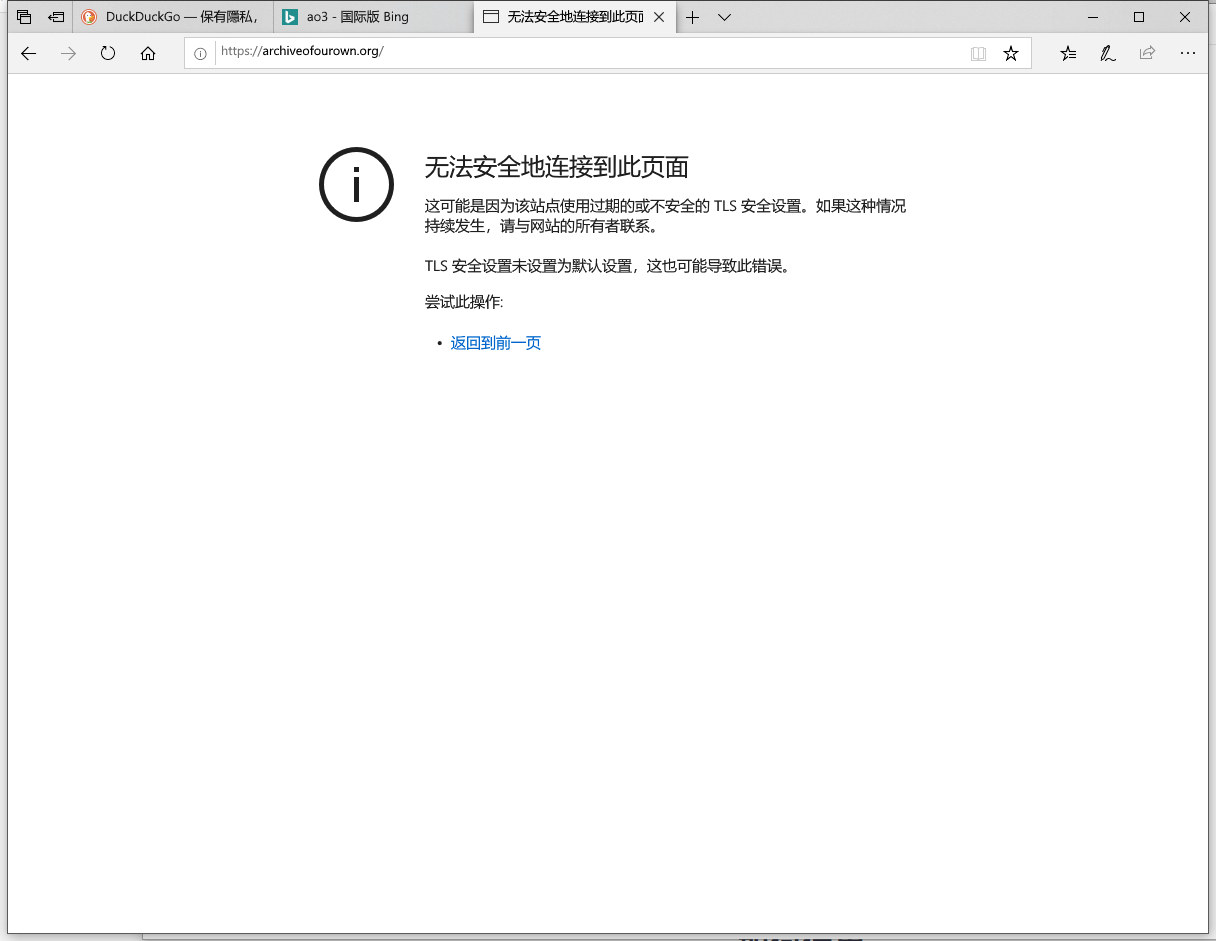 DuckDuckGo — 保有隱私，
ao3 - 国际版 Bing
无法安全地连接到此页面
https://archiveofourown.org/
无法安全地连接到此页面
这可能是因为该站点使用过期的或不安全的 TLS 安全设置。如果这种情况
持续发生，请与网站的所有者联系。
TLS 安全设置未设置为默认设置，这也可能导致此错误。
尝试此操作:
• 返回到前一页